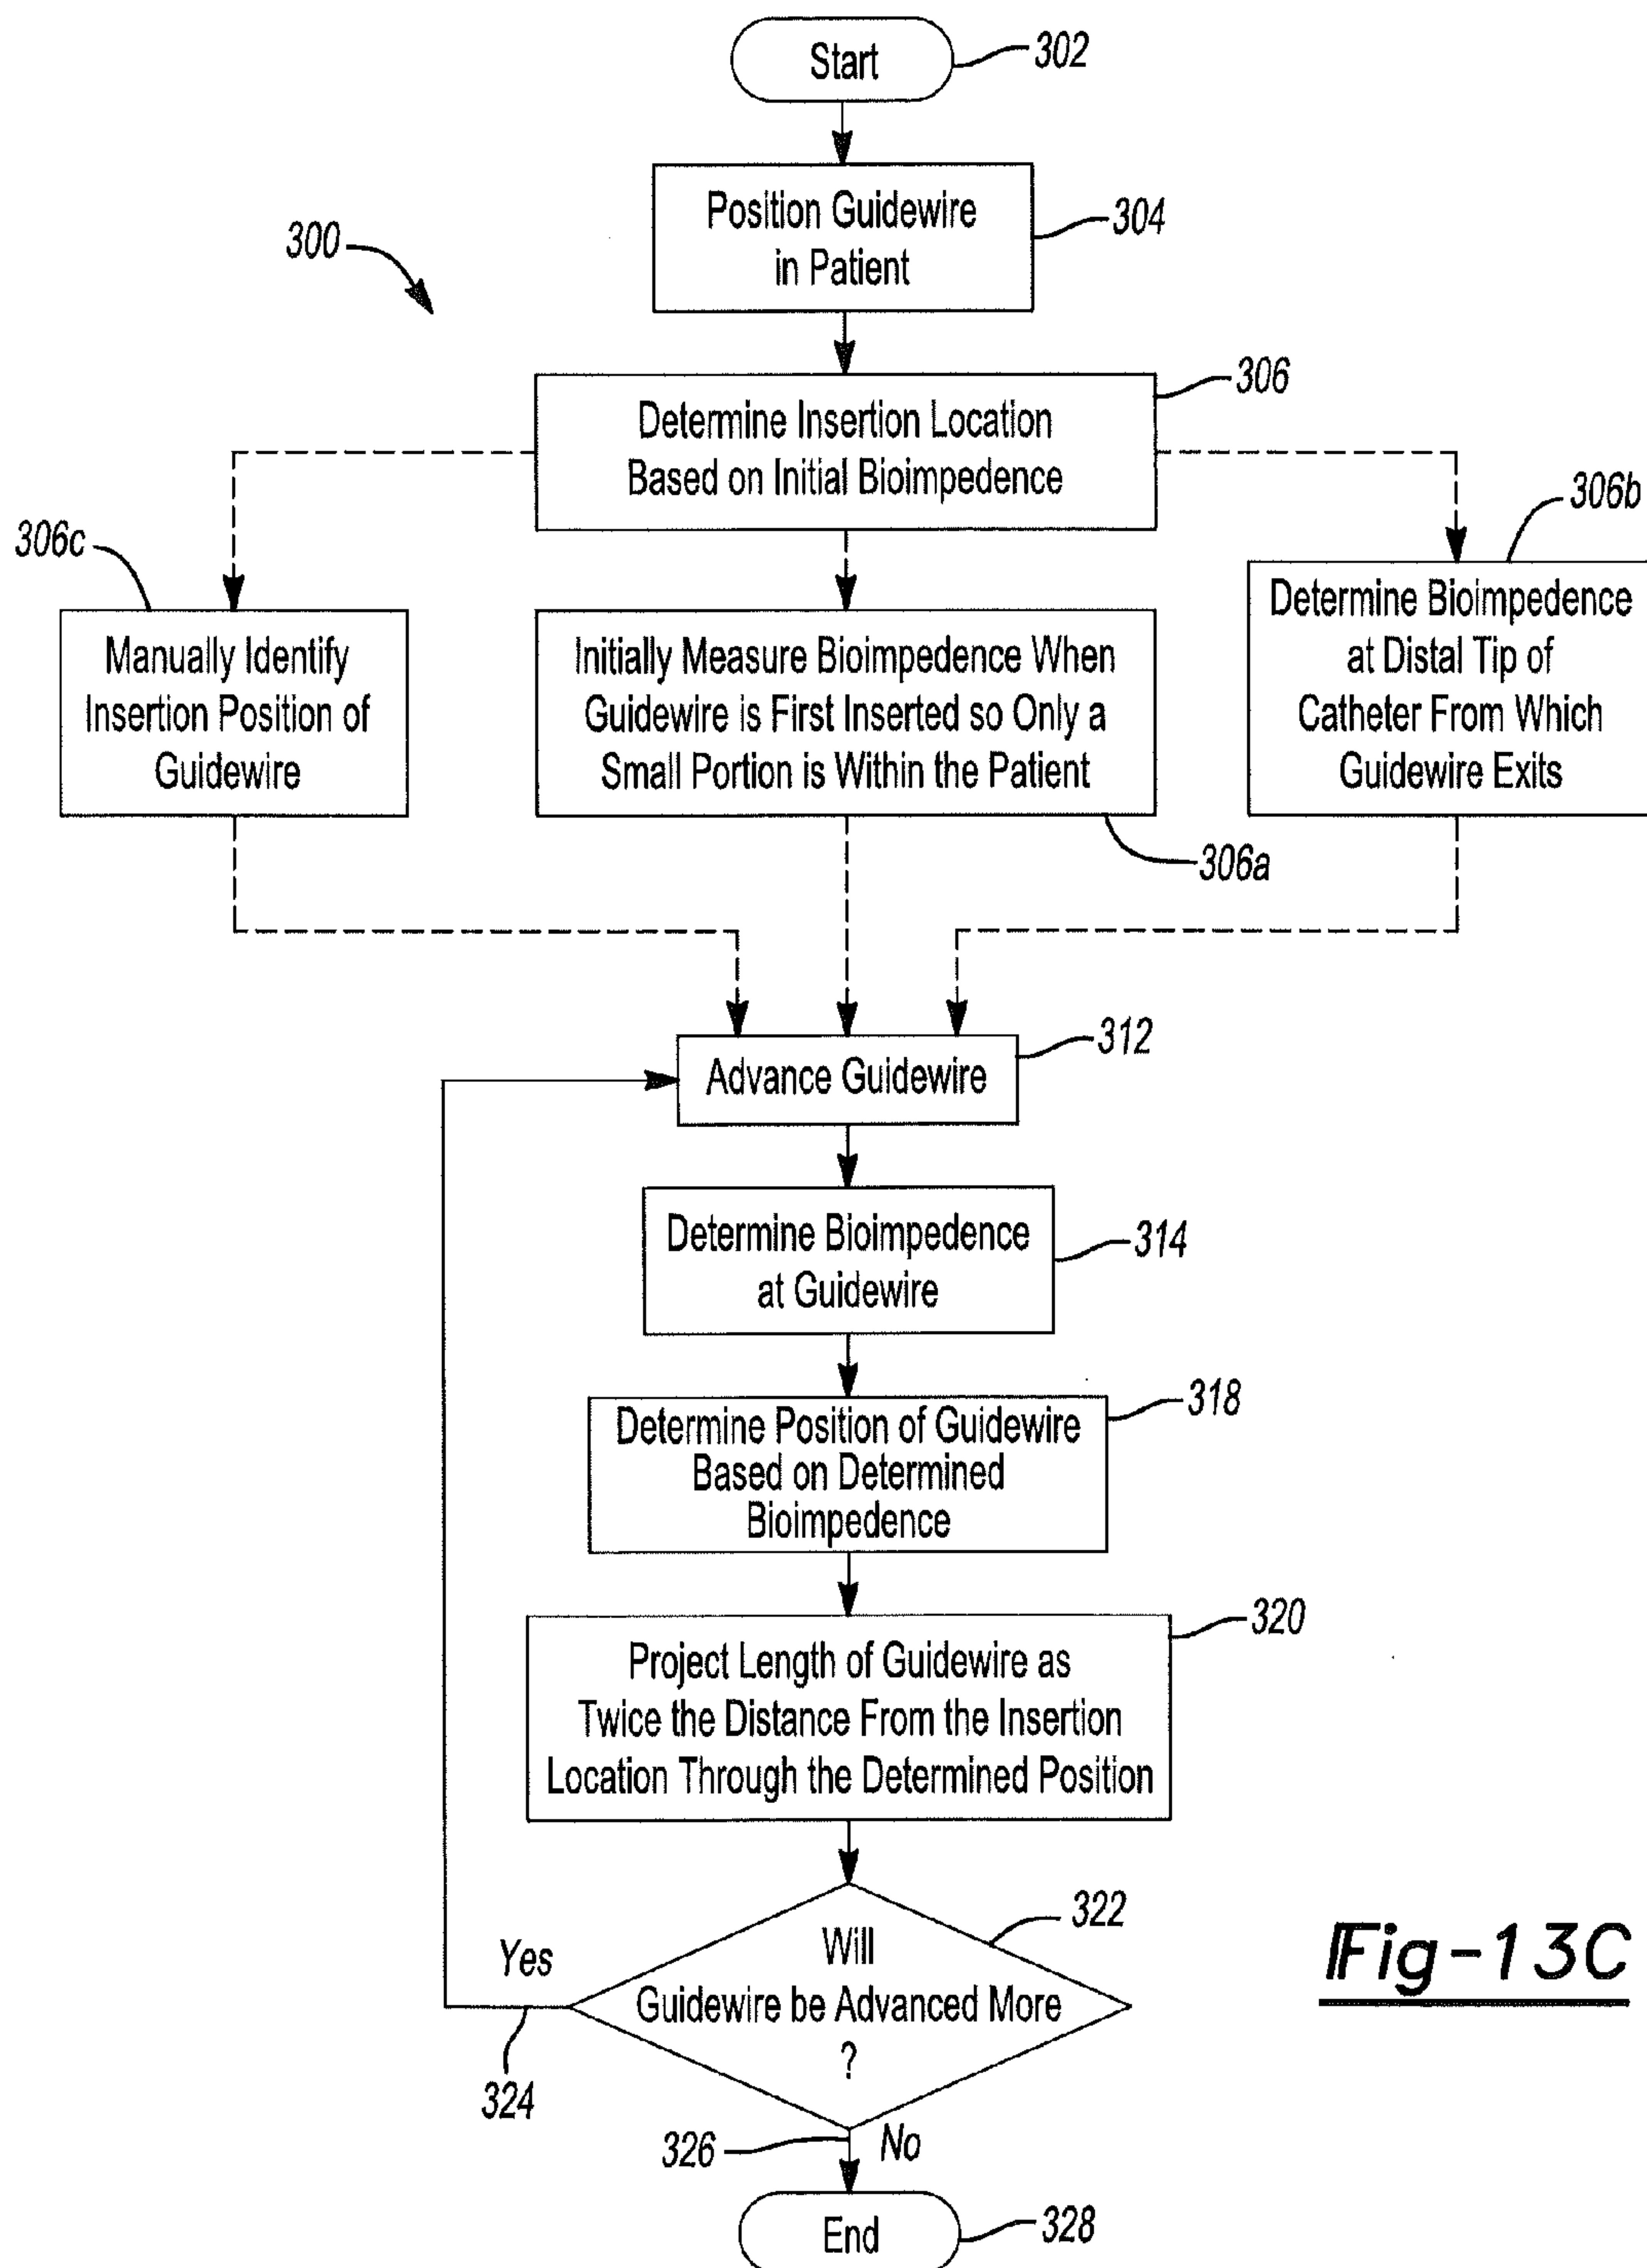 Start
302
Position Guidewire
in Patient
304
300
306
Determine Insertion Location
Based on Initial Bioimpedence
306c
306b
Manually Identify
Insertion Position of
Guidewire
Initially Measure Bioimpedence When
Guidewire is First Inserted so Only a
Small Portion is Within the Patient
306a
Determine Bioimpedence
at Distal Tip of
Catheter From Which
Guidewire Exits
Advance Guidewire
312
Determine Bioimpedence
at Guidewire
314
Determine Position of Guidewire
Based on Determined
Bioimpedence
318
Project Length of Guidewire as
Twice the Distance From the Insertion
Location Through the Determined Position
320
Will
Guidewire be Advanced More
?
322
Yes
324
326
No
End
328
Fig-13C